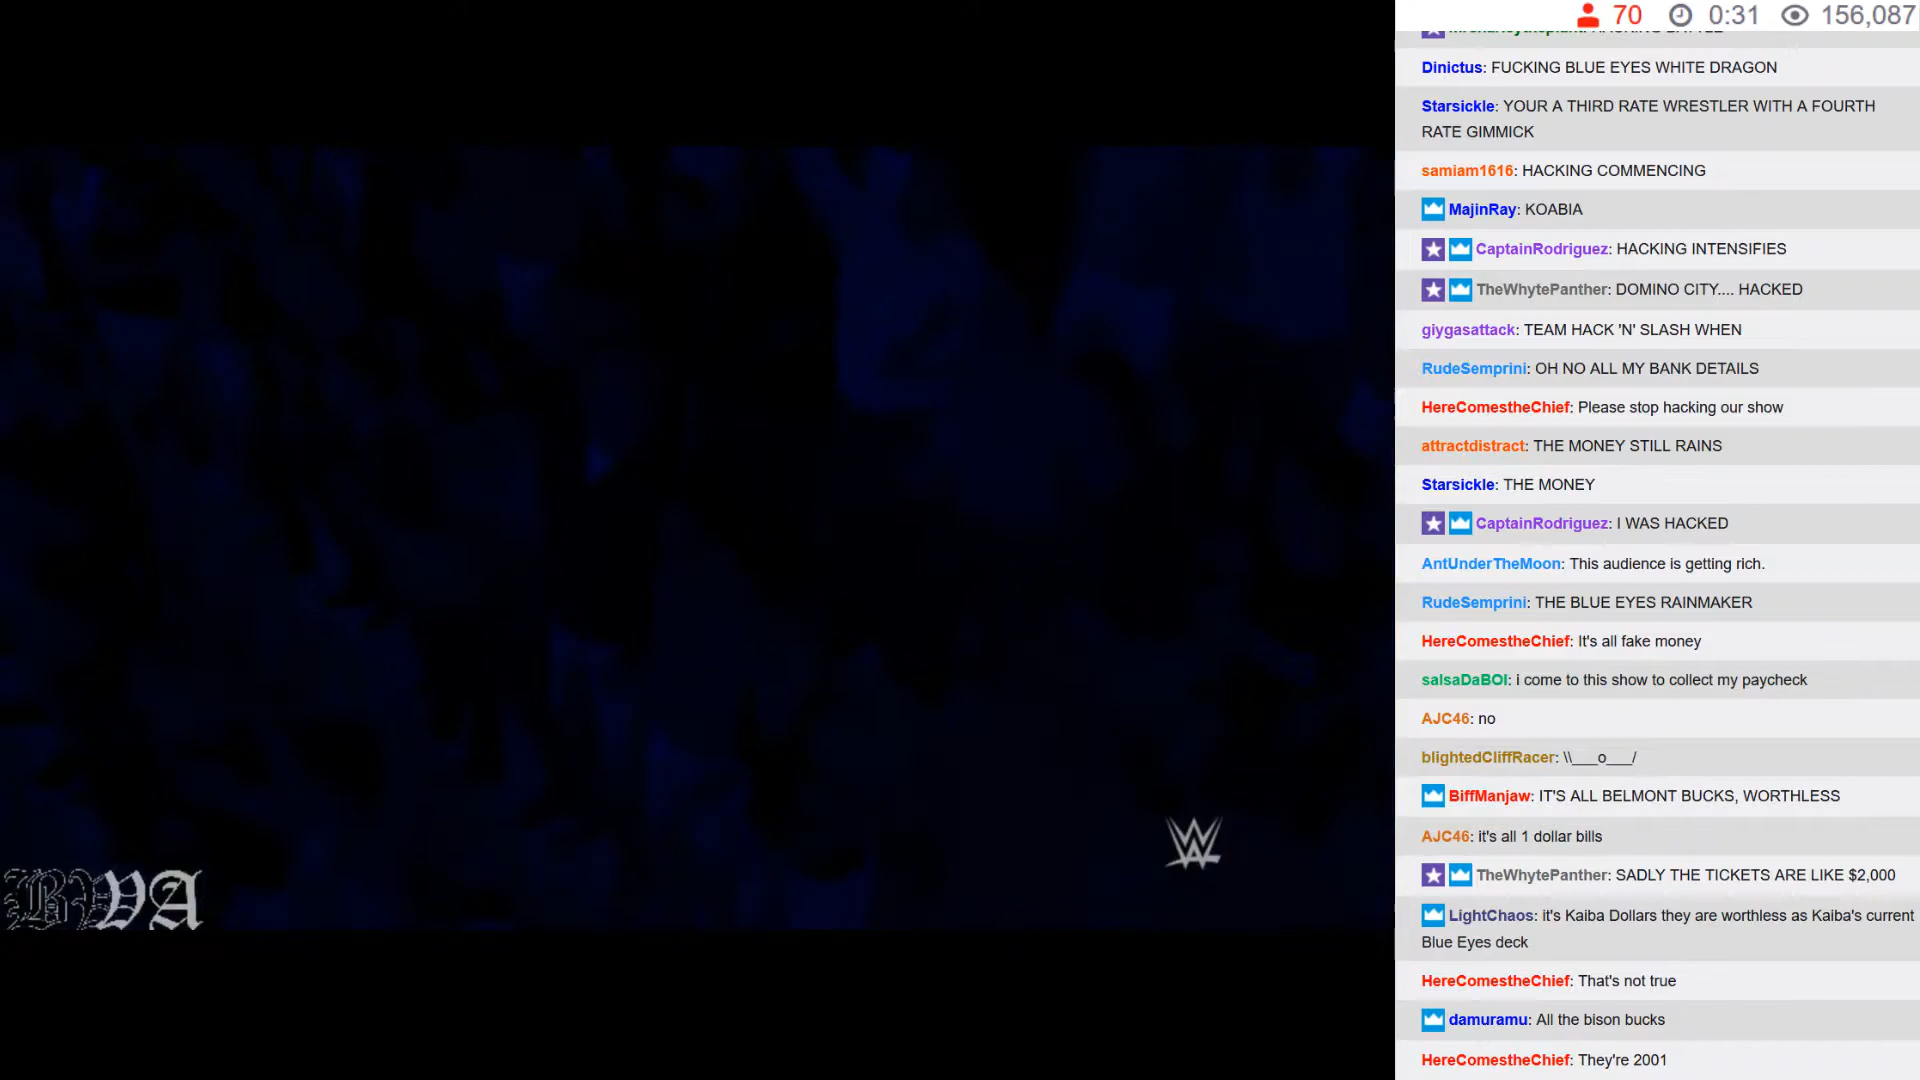 70 0:31 156,087
Dinictus: FUCKING BLUE EYES WHITE DRAGON
Starsickle: YOUR A THIRD RATE WRESTLER WITH A FOURTH
RATE GIMMICK
samiam1616: HACKING COMMENCING
MajinRay: KOABIA
CaptainRodriguez: HACKING INTENSIFIES
TheWhytePanther: DOMINO CITY.... HACKED
giygasattack: TEAM HACK 'N' SLASH WHEN
RudeSemprini: OH NO ALL MY BANK DETAILS
HereComestheChief: Please stop hacking our show
attractdistract: THE MONEY STILL RAINS
Starsickle: THE MONEY
CaptainRodriguez: I WAS HACKED
AntUnderTheMoon: This audience is getting rich.
RudeSemprini: THE BLUE EYES RAINMAKER
HereComestheChief: It's all fake money
salsaDaBOI: i come to this show to collect my paycheck
AJC46: no
blightedCliffRacer: \\___o___/
BiffManjaw: IT'S ALL BELMONT BUCKS, WORTHLESS
AJC46: it's all 1 dollar bills
TheWhytePanther: SADLY THE TICKETS ARE LIKE $2,000
LightChaos: it's Kaiba Dollars they are worthless as Kaiba's current
Blue Eyes deck
HereComestheChief: That's not true
damuramu: All the bison bucks
HereComestheChief: They're 2001
W
BWA